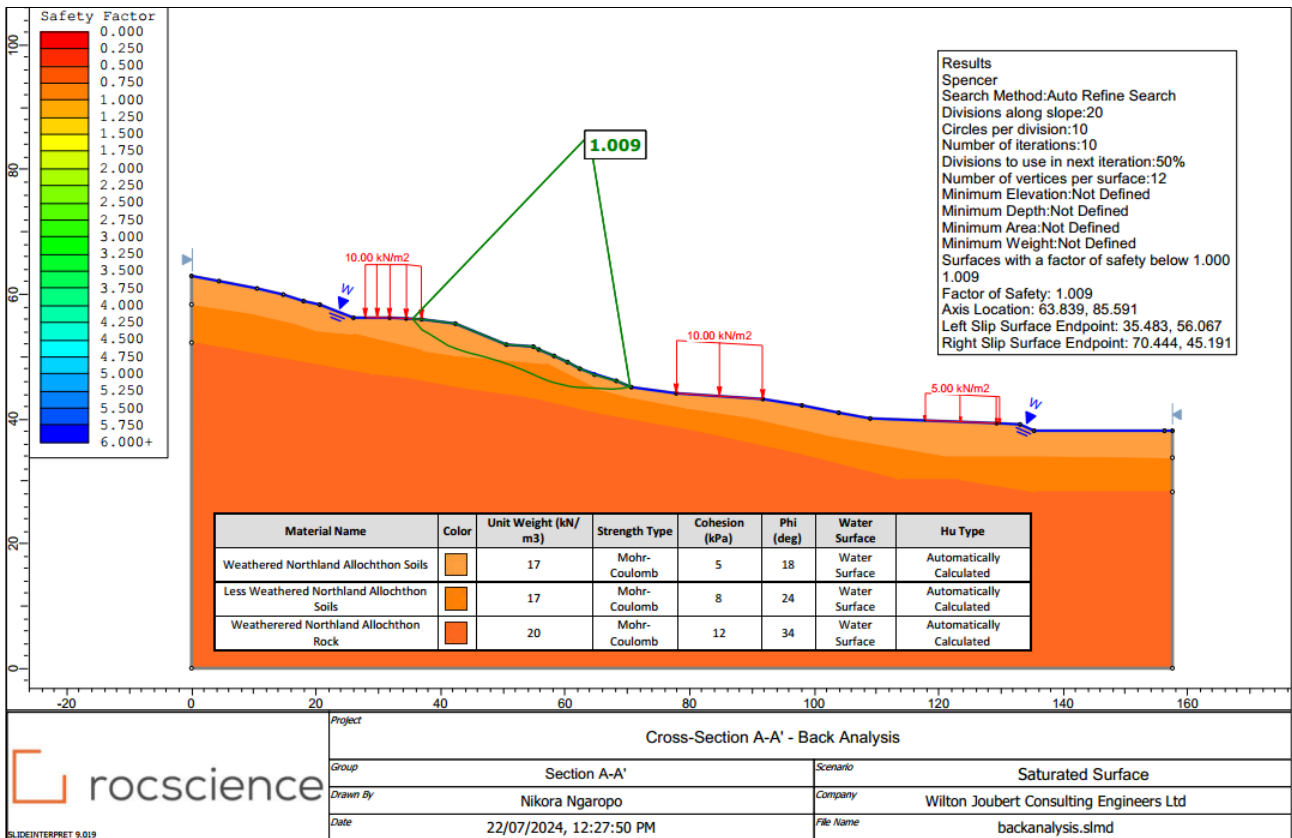 Safety Factor
0.000
0.250
0.500
0.750
1.000
1.250
1.500
1.750
2.000
2.250
2.500
2.750
3.000
3.250
3.500
3.750
4.000
4.250
4.500
4.750
5.000
5.250
5.500
5.750
6.000+
Results
Spencer
Search Method:Auto Refine Search
Divisions along slope:20
Circles per division:10
Number of iterations:10
Divisions to use in next iteration:50%
Number of vertices per surface:12
Minimum Elevation:Not Defined
Minimum Depth:Not Defined
Minimum Area:Not Defined
Minimum Weight:Not Defined
Surfaces with a factor of safety below 1.000
1.009
Factor of Safety: 1.009
Axis Location: 63.839, 85.591
Left Slip Surface Endpoint: 35.483, 56.067
Right Slip Surface Endpoint: 70.444, 45.191
1.009
10.00 kN/m2
W
10.00 kN/m2
5.00 kN/m2
W
100
80
60
40
20
0
Material Name Color Unit Weight (kN/ m3) Strength Type Cohesion (kPa) Phi (deg) Water Surface Hu Type
Weathered Northland Allochthon Soils 17 Mohr-Coulomb 5 18 Water Surface Automatically Calculated
Less Weathered Northland Allochthon Soils 17 Mohr-Coulomb 8 24 Water Surface Automatically Calculated
Weatherered Northland Allochthon Rock 20 Mohr-Coulomb 12 34 Water Surface Automatically Calculated
-20 0 20 40 60 80 100 120 140 160
rocscience
SLIDEINTERPRET 9.019
Project
Cross-Section A-A' - Back Analysis
Group
Section A-A'
Scenario
Saturated Surface
Drawn By
Nikora Ngaropo
Company
Wilton Joubert Consulting Engineers Ltd
Date
22/07/2024, 12:27:50 PM
File Name
backanalysis.slmd